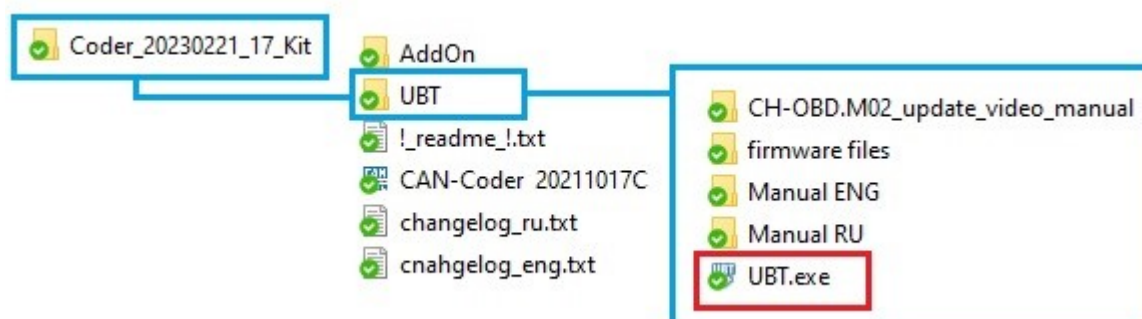 Coder_20230221_17_Kit
AddOn
UBT
!_readme_!.txt
CAN-Coder 20211017C
changelog_ru.txt
cnahgelog_eng.txt
CH-OBD.M02_update_video_manual
firmware files
Manual ENG
Manual RU
UBT.exe